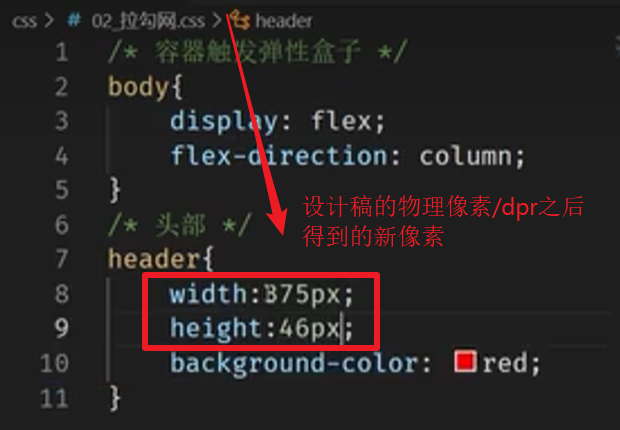 css > # 02_拉勾网.css > header
1 /* 容器触发弹性盒子 */
2 body{
3 display: flex;
4 flex-direction: column;
5 }
6 /* 头部 */
7 header{
8 width:375px;
9 height:46px;
10 background-color: red;
11 }
设计稿的物理像素/dpr之后
得到的新像素